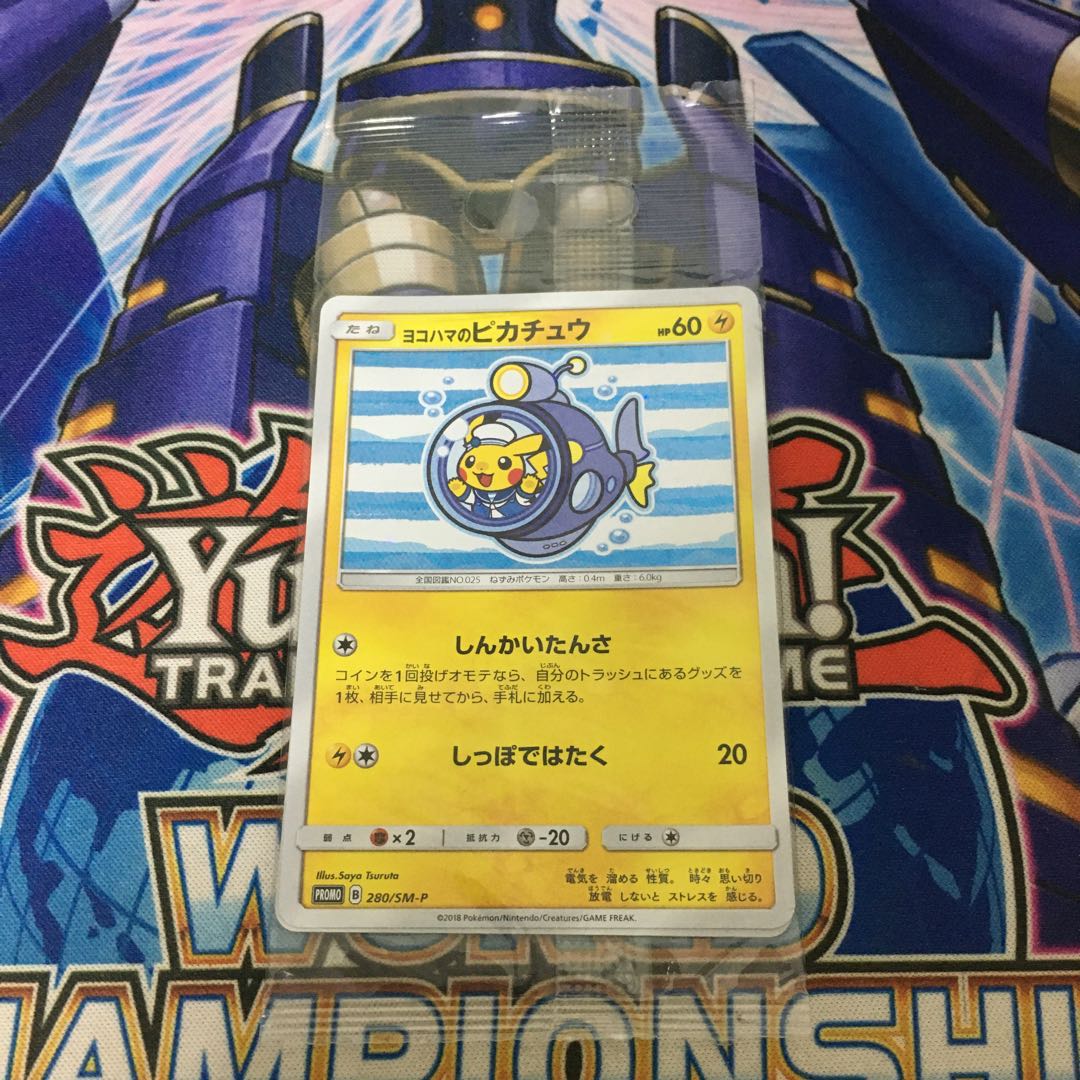 たね ヨコハマのピカチュウ HP60
全国図鑑NO.025 ねずみポケモン 高さ:0.4m 重さ:6.0kg
しんかいたんさ
コインを1回投げオモテなら、自分のトラッシュにあるグッズを
1枚、相手に見せてから、手札に加える。
しっぽではたく 20
弱点 ×2 抵抗力 -20 にげる
Illus.Saya Tsuruta
PROMO B 280/SM-P
電気を 溜める 性質。 時々 思い切り
放電 しないと ストレスを 感じる。
©2018 Pokémon/Nintendo/Creatures/GAME FREAK.